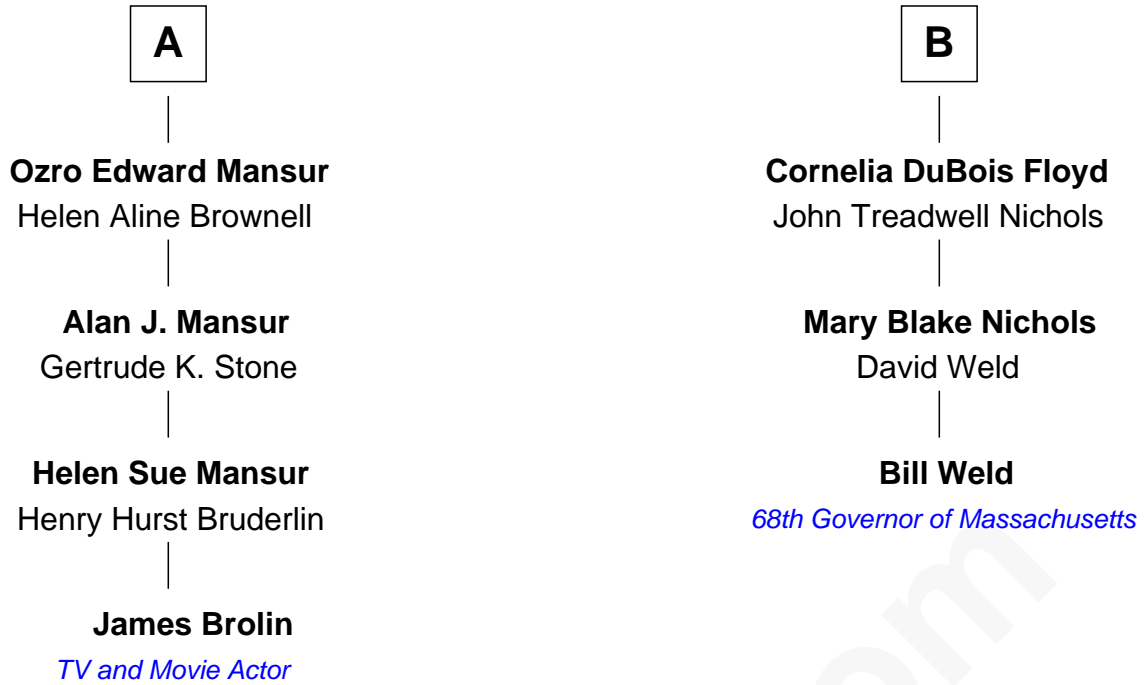 A
Ozro Edward Mansur
Helen Aline Brownell
Alan J. Mansur
Gertrude K. Stone
Helen Sue Mansur
Henry Hurst Bruderlin
James Brolin
TV and Movie Actor
B
Cornelia DuBois Floyd
John Treadwell Nichols
Mary Blake Nichols
David Weld
Bill Weld
68th Governor of Massachusetts
om